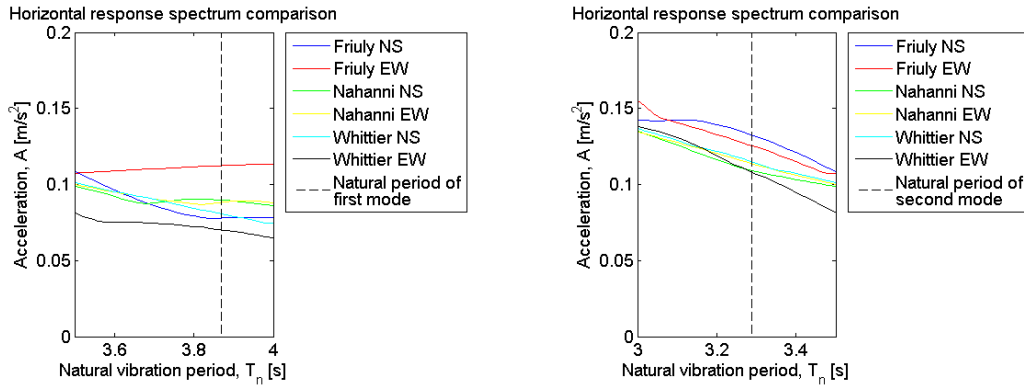 Horizontal response spectrum comparison
0.2
0.15
0.1
0.05
0
3.6
3.8
4
Acceleration, A [m/s²]
Natural vibration period, Tₙ [s]
Friuly NS
Friuly EW
Nahanni NS
Nahanni EW
Whittier NS
Whittier EW
Natural period of
first mode
Horizontal response spectrum comparison
0.2
0.15
0.1
0.05
0
3
3.2
3.4
Acceleration, A [m/s²]
Natural vibration period, Tₙ [s]
Friuly NS
Friuly EW
Nahanni NS
Nahanni EW
Whittier NS
Whittier EW
Natural period of
second mode